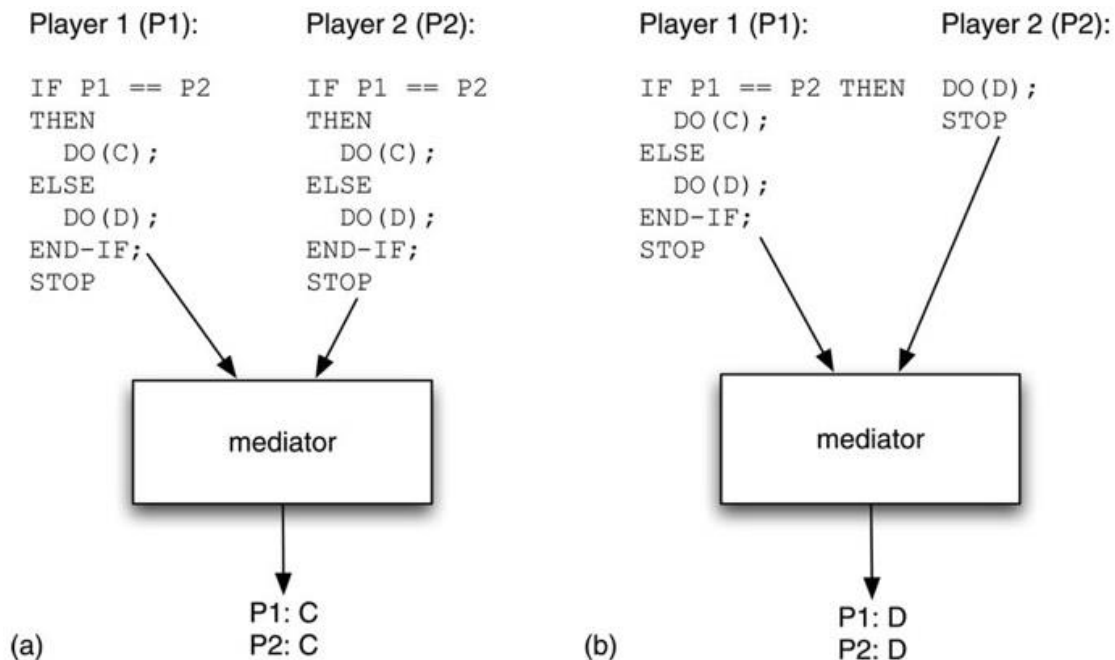 Player 1 (P1):
IF P1 == P2
THEN
DO(C);
ELSE
DO(D);
END-IF;
STOP
Player 2 (P2):
IF P1 == P2
THEN
DO(C);
ELSE
DO(D);
END-IF;
STOP
mediator
P1: C
P2: C
(a)
Player 1 (P1):
IF P1 == P2 THEN
DO(C);
ELSE
DO(D);
END-IF;
STOP
Player 2 (P2):
DO(D);
STOP
mediator
P1: D
P2: D
(b)